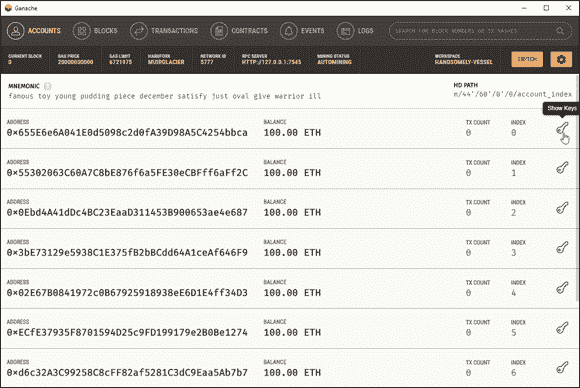 Ganache
ACCOUNTS BLOCKS TRANSACTIONS CONTRACTS EVENTS LOGS SEARCH FOR BLOCK NUMBERS OR TX HASHES
CURRENT BLOCK GAS PRICE GAS LIMIT HARDFORK NETWORK ID RPC SERVER MINING STATUS WORKSPACE SWITCH
0 20000000000 6721975 MUIRGLACIER 5777 HTTP://127.0.0.1:7545 AUTOMINING HANDSOMELY-VESSEL
MNEMONIC HD PATH
famous toy young pudding piece december satisfy just oval give warrior ill m/44'/60'/0'/0/account_index
Show Keys
ADDRESS BALANCE TX COUNT INDEX
0×655E6e6A041E0d5098c2d0fA39D98A5C4254bbca 100.00 ETH 0 0
ADDRESS BALANCE TX COUNT INDEX
0×55302063C60A7C8bE876f6a5FE30eCBFff6aFf2C 100.00 ETH 0 1
ADDRESS BALANCE TX COUNT INDEX
0×0Ebd4A41dDc4BC23EaaD311453B900653ae4e687 100.00 ETH 0 2
ADDRESS BALANCE TX COUNT INDEX
0×3bE73129e5938C1E375fB2bBCdd64A1ceAf646F9 100.00 ETH 0 3
ADDRESS BALANCE TX COUNT INDEX
0×02E67B0841972c0B67925918938eE6D1E4ff34D3 100.00 ETH 0 4
ADDRESS BALANCE TX COUNT INDEX
0×ECfE37935F8701594D25c9FD199179e2B0Be1274 100.00 ETH 0 5
ADDRESS BALANCE TX COUNT INDEX
0×d6c32A3C99258C8cFF82af5281C3dC9Eaa5Ab7b7 100.00 ETH 0 6